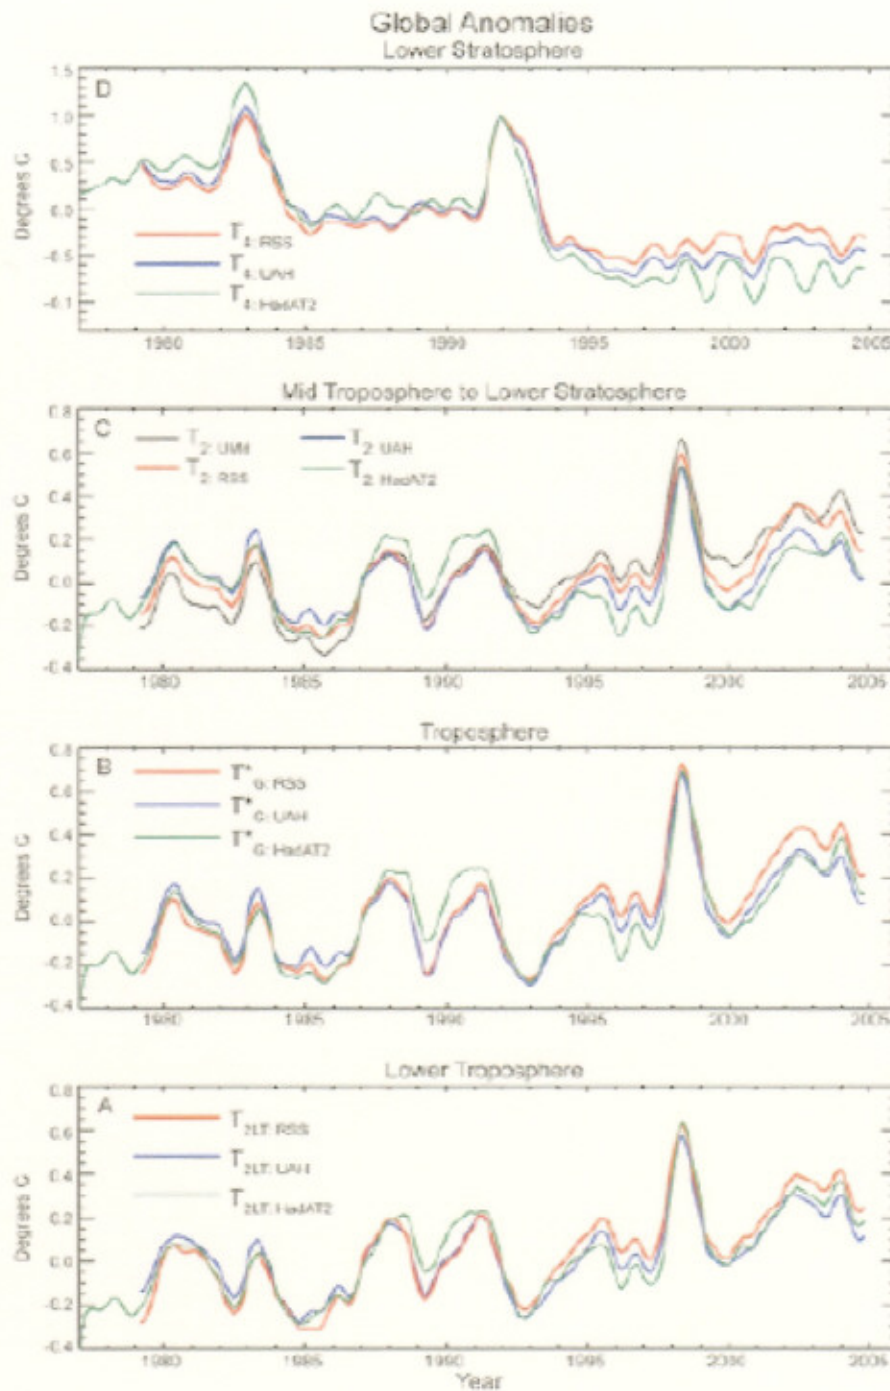 Global Anomalies
Lower Stratosphere
D
1.5
1.0
0.5
0.0
-0.5
-0.1
Degrees C
T4: RSS
T4: UAH
T4: HadAT2
1980 1985 1990 1995 2000 2005
Mid Troposphere to Lower Stratosphere
C
0.8
0.6
0.4
0.2
0.0
-0.2
-0.4
Degrees C
T2: UMd T2: UAH
T2: RSS T2: HadAT2
1980 1985 1990 1995 2000 2005
Troposphere
B
0.8
0.6
0.4
0.2
0.0
-0.2
-0.4
Degrees C
T*G: RSS
T*G: UAH
T*G: HadAT2
1980 1985 1990 1995 2000 2005
Lower Troposphere
A
0.8
0.6
0.4
0.2
0.0
-0.2
-0.4
Degrees C
T2LT: RSS
T2LT: UAH
T2LT: HadAT2
1980 1985 1990 1995 2000 2005
Year